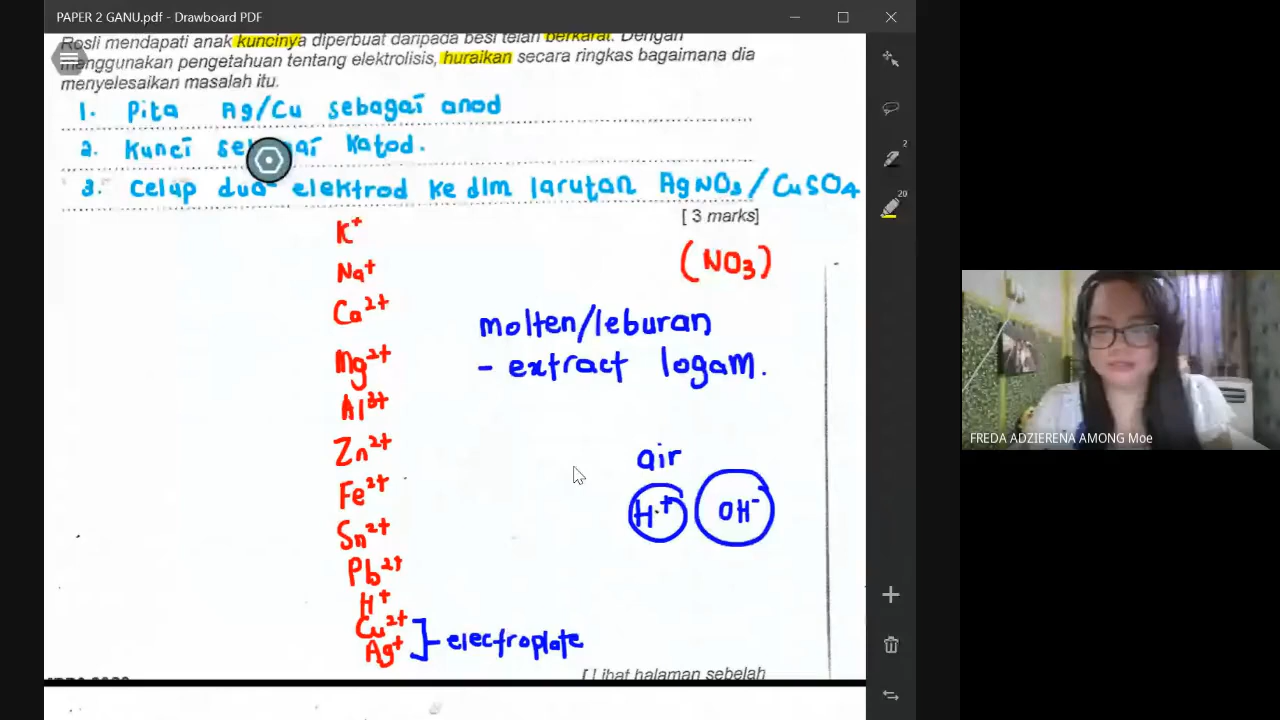 PAPER 2 GANU.pdf - Drawboard PDF
Rosli mendapati anak kuncinya diperbuat daripada besi telah berkarat. Dengan
menggunakan pengetahuan tentang elektrolisis, huraikan secara ringkas bagaimana dia
menyelesaikan masalah itu.
1. Pita Ag/Cu sebagai anod
2. Kunci sebagai Katod.
3. Celup dua elektrod ke dlm larutan AgNO3/CuSO4
[ 3 marks]
K+
(NO3)
Na+
Ca2+
molten/leburan
Mg2+
- extract logam.
Al3+
Zn2+
air
Fe2+
H+ OH-
Sn2+
Pb2+
H+
Cu2+
Ag+
electroplate
[ Lihat halaman sebelah
FREDA ADZIERENA AMONG Moe
2
20